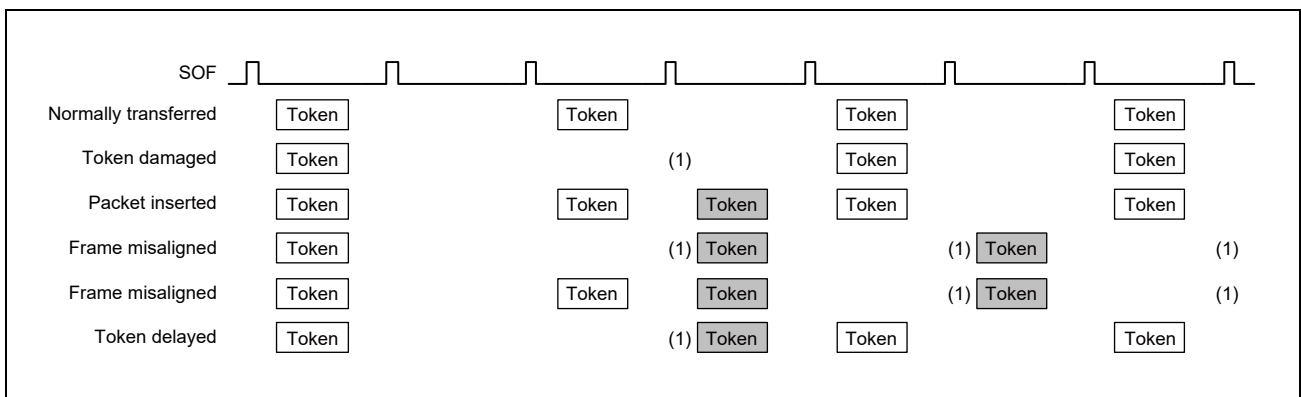 SOF
Normally transferred Token Token Token Token
Token damaged Token (1) Token Token
Packet inserted Token Token Token Token Token
Frame misaligned Token (1) Token (1) Token (1)
Frame misaligned Token Token Token (1) Token (1)
Token delayed Token (1) Token Token Token